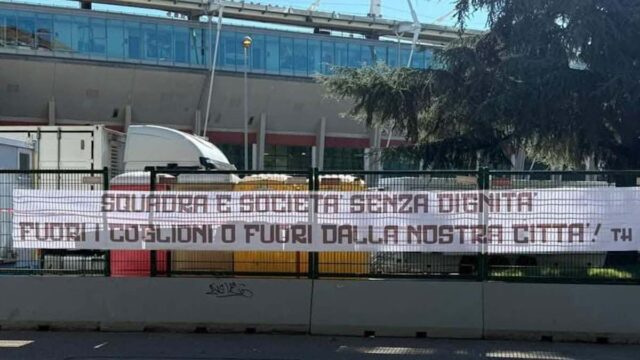 SQUADRA E SOCIETA' SENZA DIGNITA'
FUORI I COGLIONI O FUORI DALLA NOSTRA CITTA'! TH